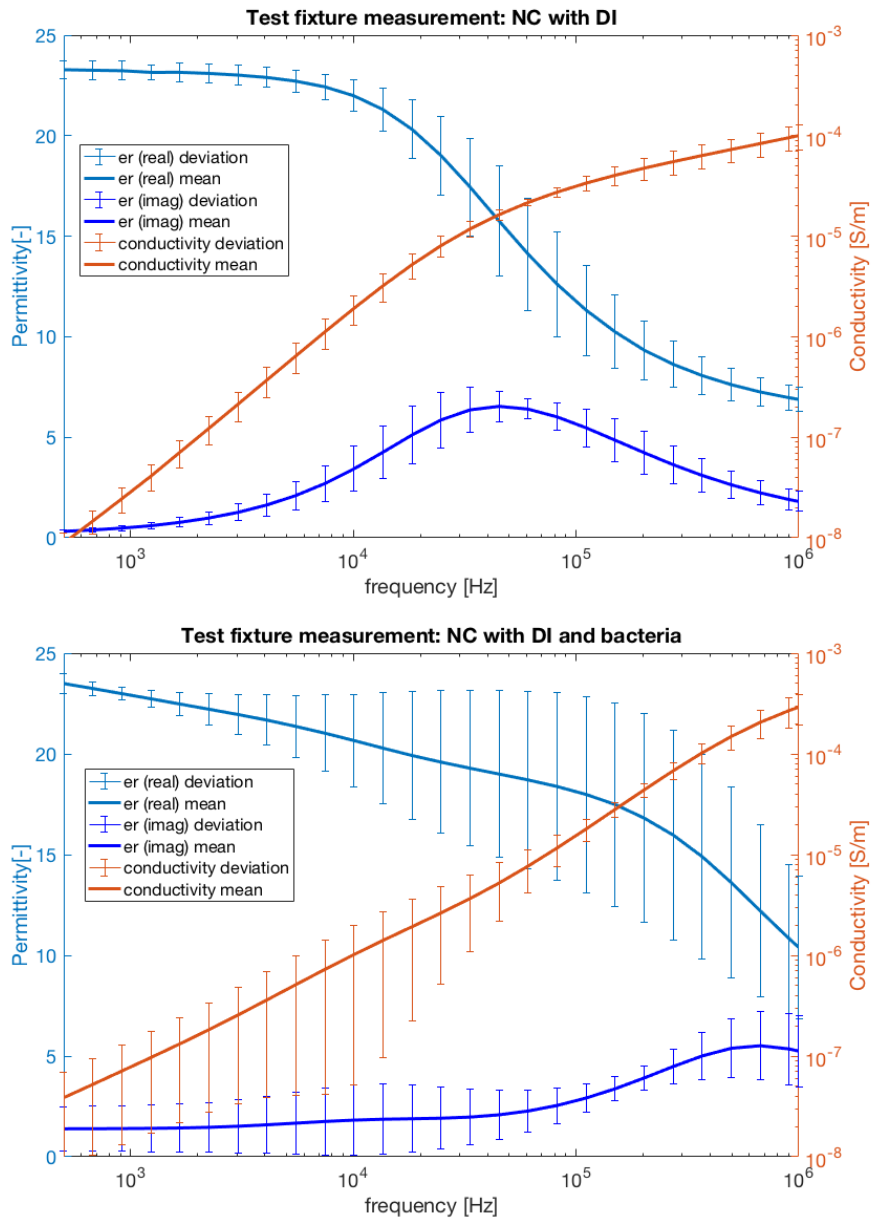 Test fixture measurement: NC with DI
25
20
15
10
5
0
Permittivity[-]
er (real) deviation
er (real) mean
er (imag) deviation
er (imag) mean
conductivity deviation
conductivity mean
10^-3
10^-4
10^-5
10^-6
10^-7
10^-8
Conductivity [S/m]
10^3
10^4
10^5
10^6
frequency [Hz]
Test fixture measurement: NC with DI and bacteria
25
20
15
10
5
0
Permittivity[-]
er (real) deviation
er (real) mean
er (imag) deviation
er (imag) mean
conductivity deviation
conductivity mean
10^-3
10^-4
10^-5
10^-6
10^-7
10^-8
Conductivity [S/m]
10^3
10^4
10^5
10^6
frequency [Hz]